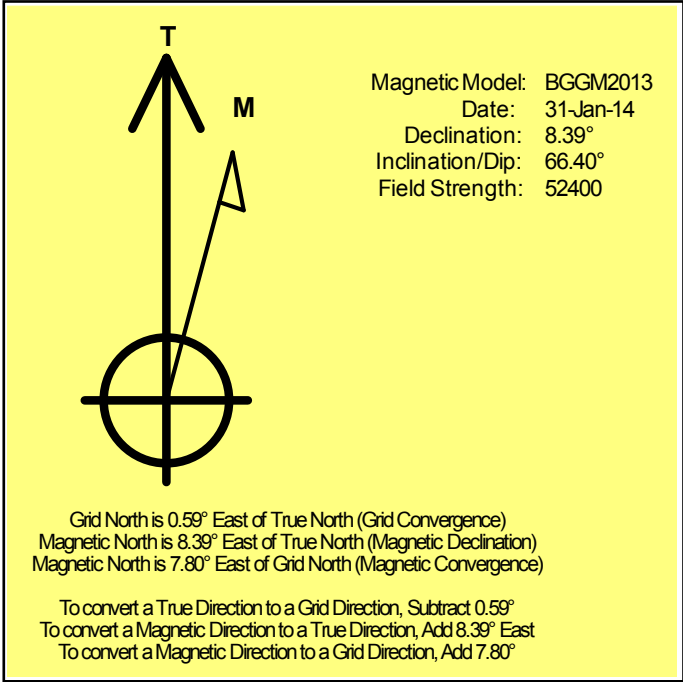 T
M
Magnetic Model: BGGM2013
Date: 31-Jan-14
Declination: 8.39°
Inclination/Dip: 66.40°
Field Strength: 52400
Grid North is 0.59° East of True North (Grid Convergence)
Magnetic North is 8.39° East of True North (Magnetic Declination)
Magnetic North is 7.80° East of Grid North (Magnetic Convergence)
To convert a True Direction to a Grid Direction, Subtract 0.59°
To convert a Magnetic Direction to a True Direction, Add 8.39° East
To convert a Magnetic Direction to a Grid Direction, Add 7.80°